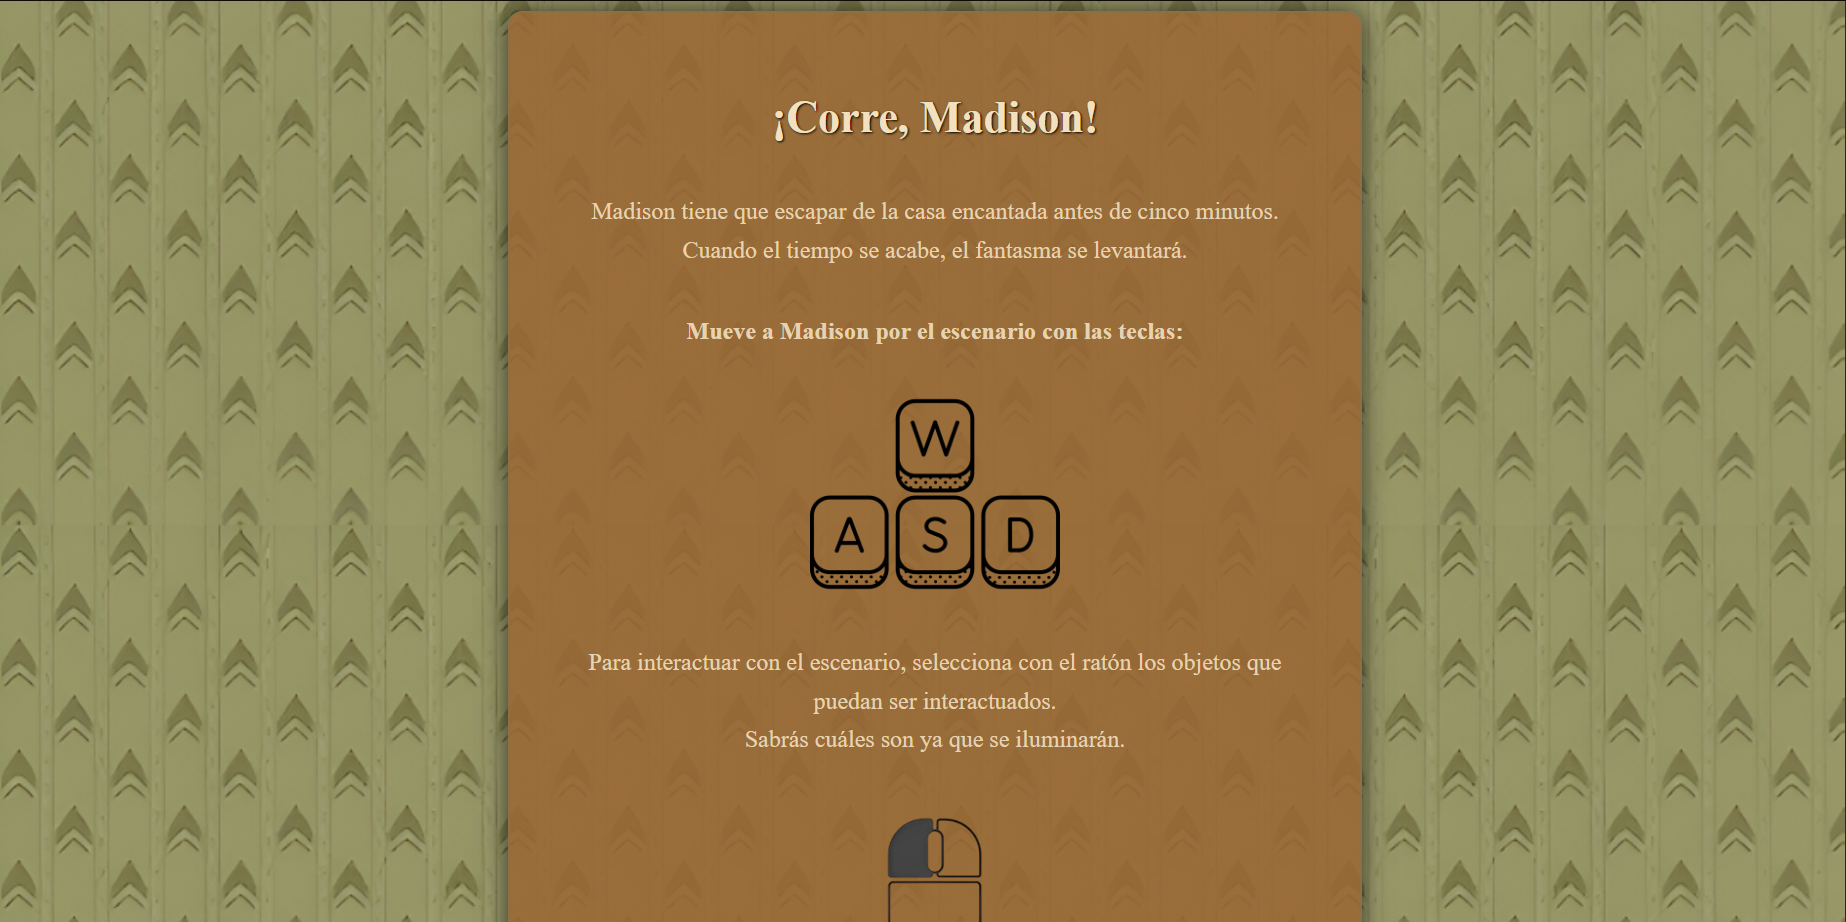 ¡Corre, Madison!
Madison tiene que escapar de la casa encantada antes de cinco minutos.
Cuando el tiempo se acabe, el fantasma se levantará.
Mueve a Madison por el escenario con las teclas:
W
A S D
Para interactuar con el escenario, selecciona con el ratón los objetos que
puedan ser interactuados.
Sabrás cuáles son ya que se iluminarán.